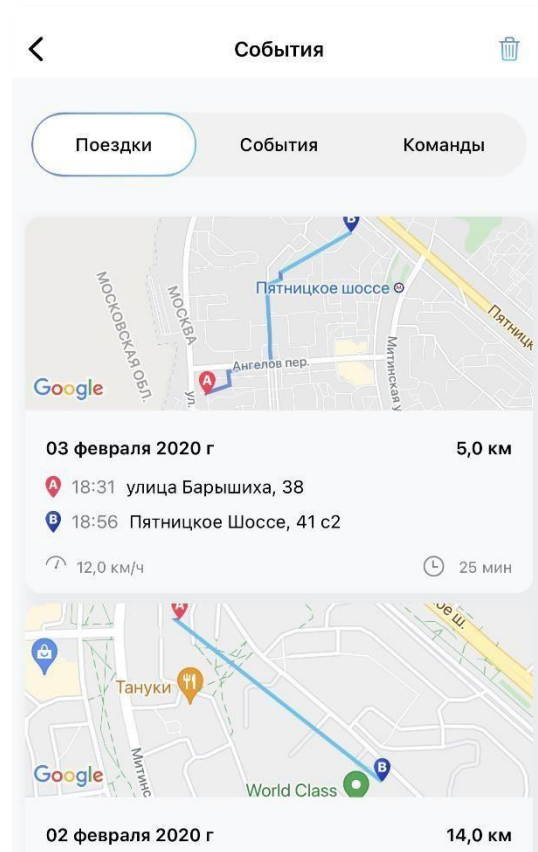 События
Поездки
События
Команды
B
Пятницкое шоссе
МОСКОВСКАЯ ОБЛ.
МОСКВА
Пятницк
Ангелов пер.
Митинская у
ул.
A
Google
03 февраля 2020 г
5,0 км
A 18:31 улица Барышиха, 38
B 18:56 Пятницкое Шоссе, 41 с2
12,0 км/ч
25 мин
A
ое ш.
Тануки
Митинс
B
World Class
Google
02 февраля 2020 г
14,0 км